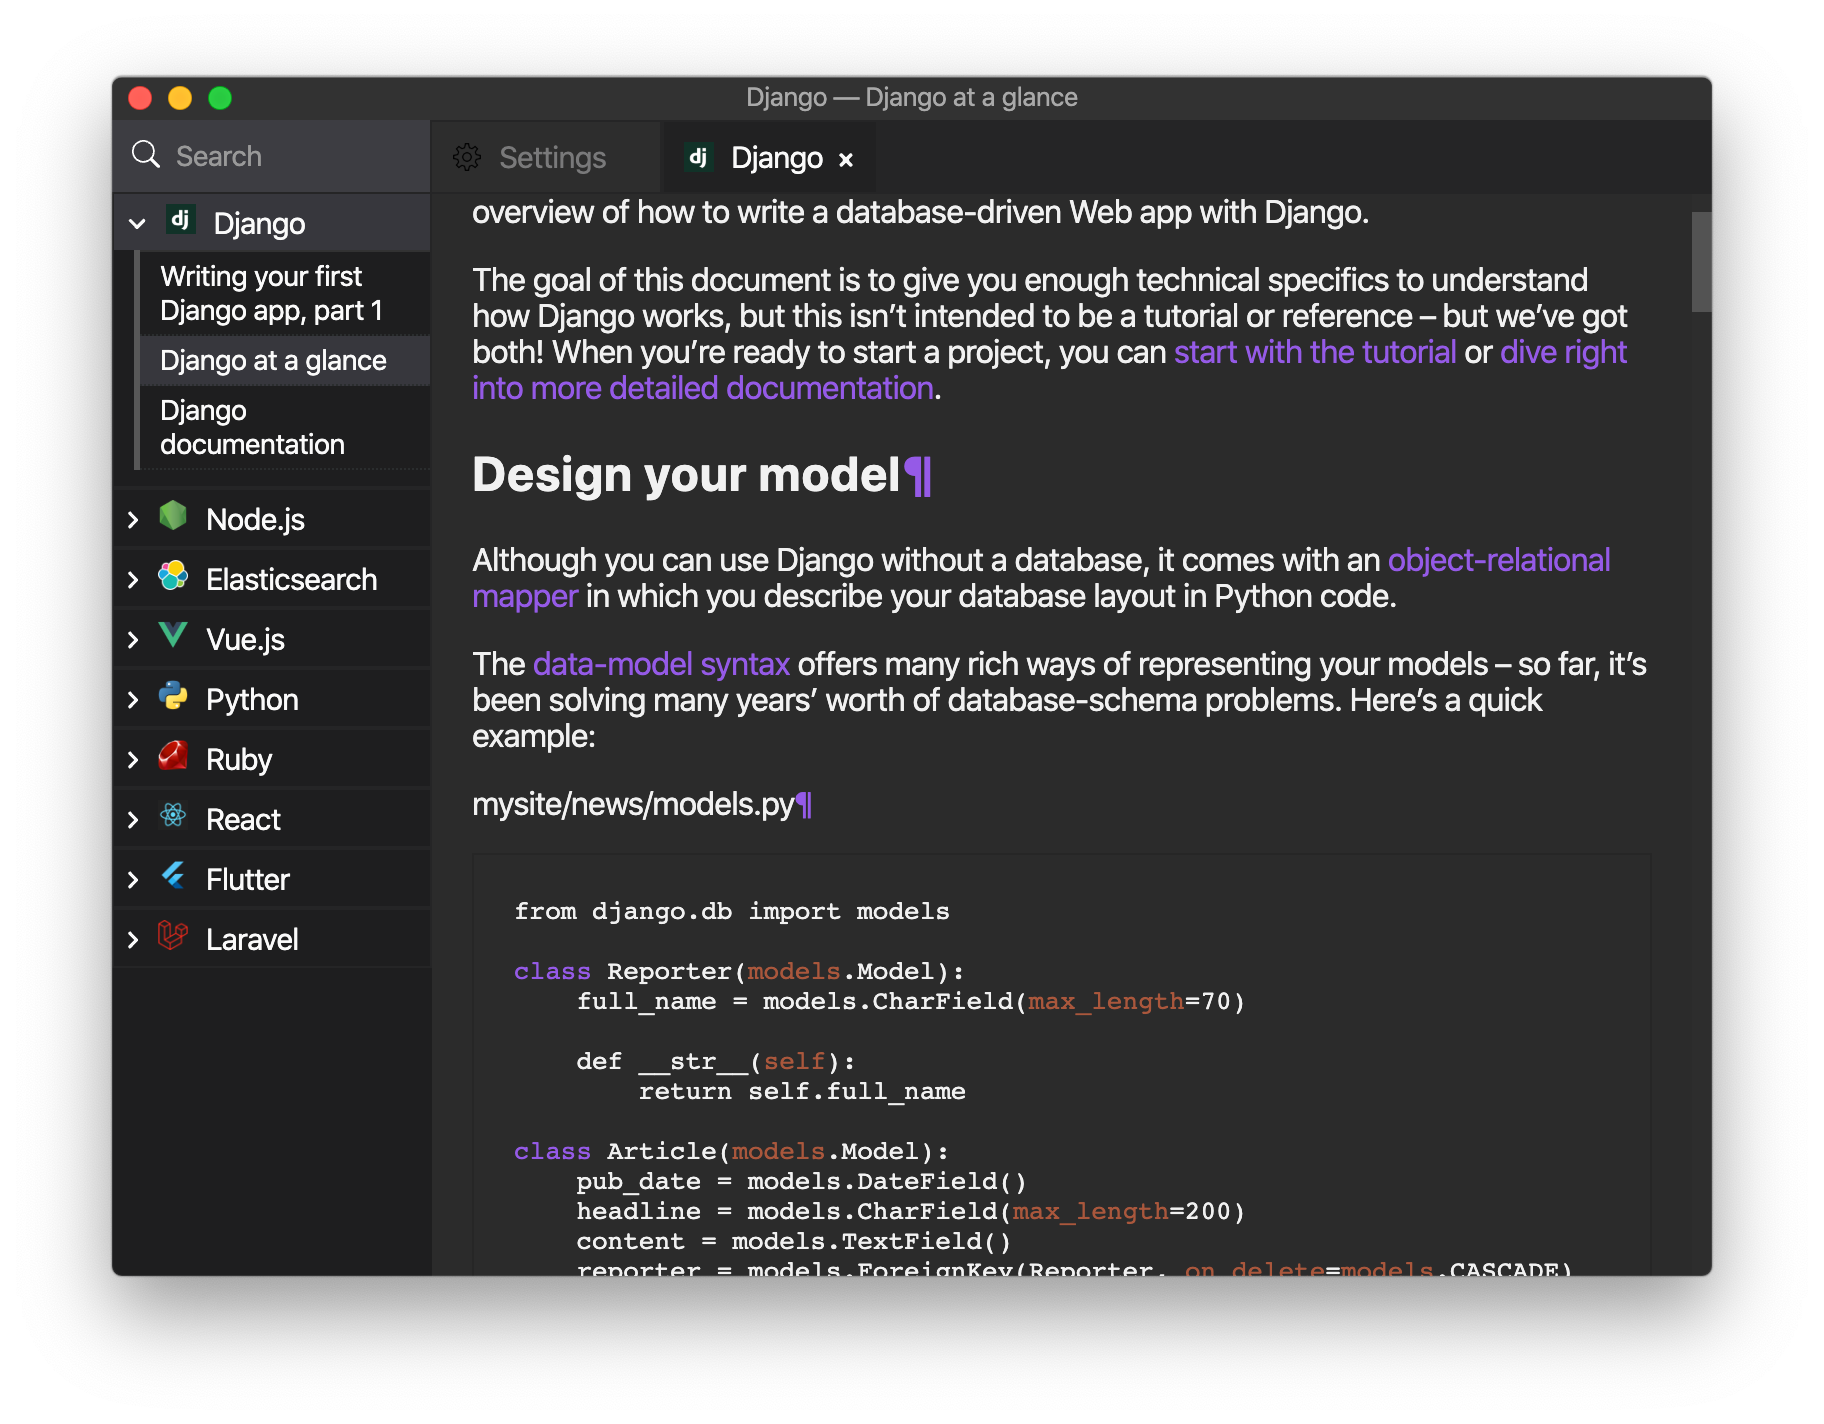 Django — Django at a glance
Search
Settings
dj Django ×
dj Django
Writing your first
Django app, part 1
Django at a glance
Django
documentation
Node.js
Elasticsearch
Vue.js
Python
Ruby
React
Flutter
Laravel
overview of how to write a database-driven Web app with Django.
The goal of this document is to give you enough technical specifics to understand
how Django works, but this isn’t intended to be a tutorial or reference – but we’ve got
both! When you’re ready to start a project, you can start with the tutorial or dive right
into more detailed documentation.
Design your model¶
Although you can use Django without a database, it comes with an object-relational
mapper in which you describe your database layout in Python code.
The data-model syntax offers many rich ways of representing your models – so far, it’s
been solving many years’ worth of database-schema problems. Here’s a quick
example:
mysite/news/models.py¶
from django.db import models
class Reporter(models.Model):
    full_name = models.CharField(max_length=70)
    def __str__(self):
        return self.full_name
class Article(models.Model):
    pub_date = models.DateField()
    headline = models.CharField(max_length=200)
    content = models.TextField()
    reporter = models.ForeignKey(Reporter, on_delete=models.CASCADE)